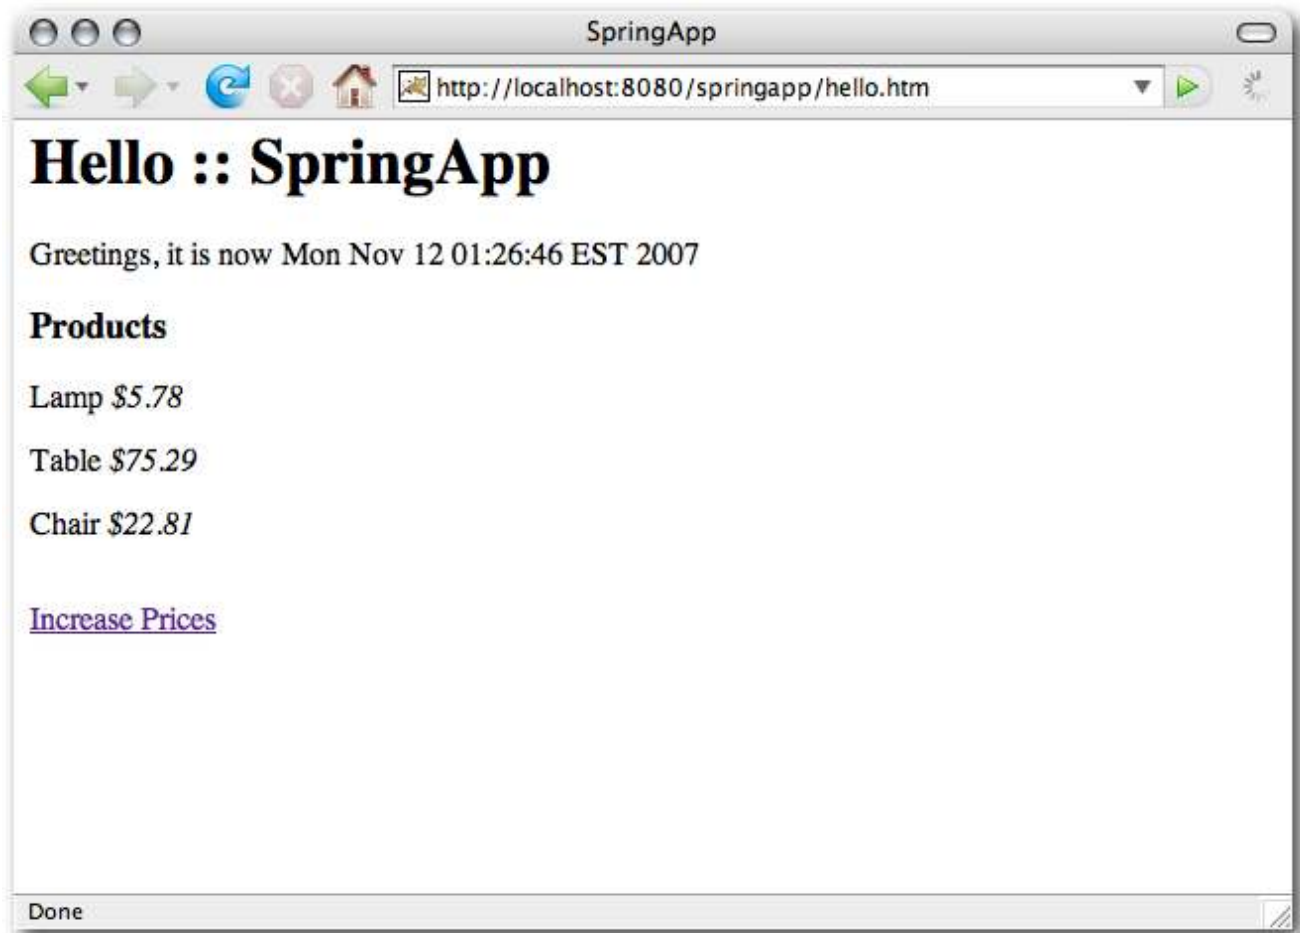 SpringApp
http://localhost:8080/springapp/hello.htm
Hello :: SpringApp
Greetings, it is now Mon Nov 12 01:26:46 EST 2007
Products
Lamp $5.78
Table $75.29
Chair $22.81
Increase Prices
Done